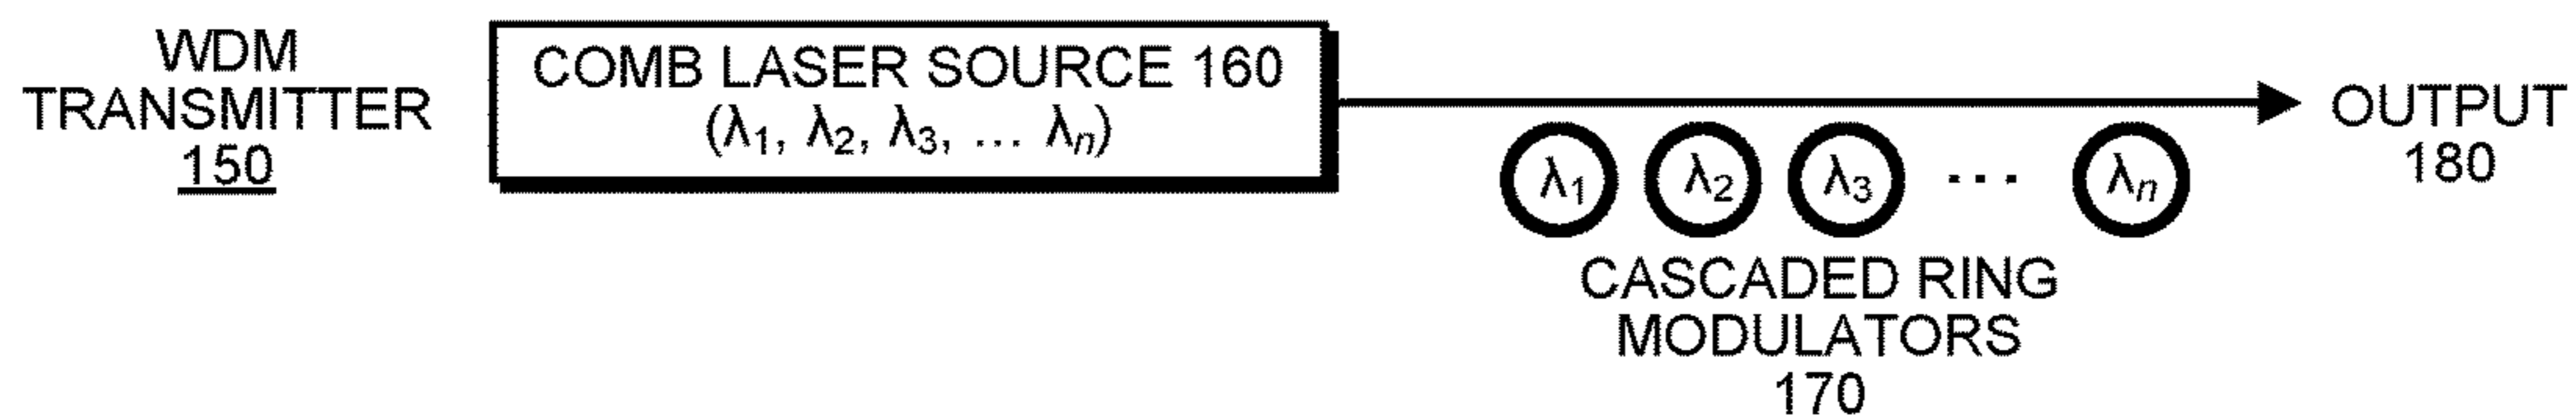 WDM
TRANSMITTER
150
COMB LASER SOURCE 160
(λ1, λ2, λ3, ... λn)
OUTPUT
180
λ1 λ2 λ3 ... λn
CASCADED RING
MODULATORS
170